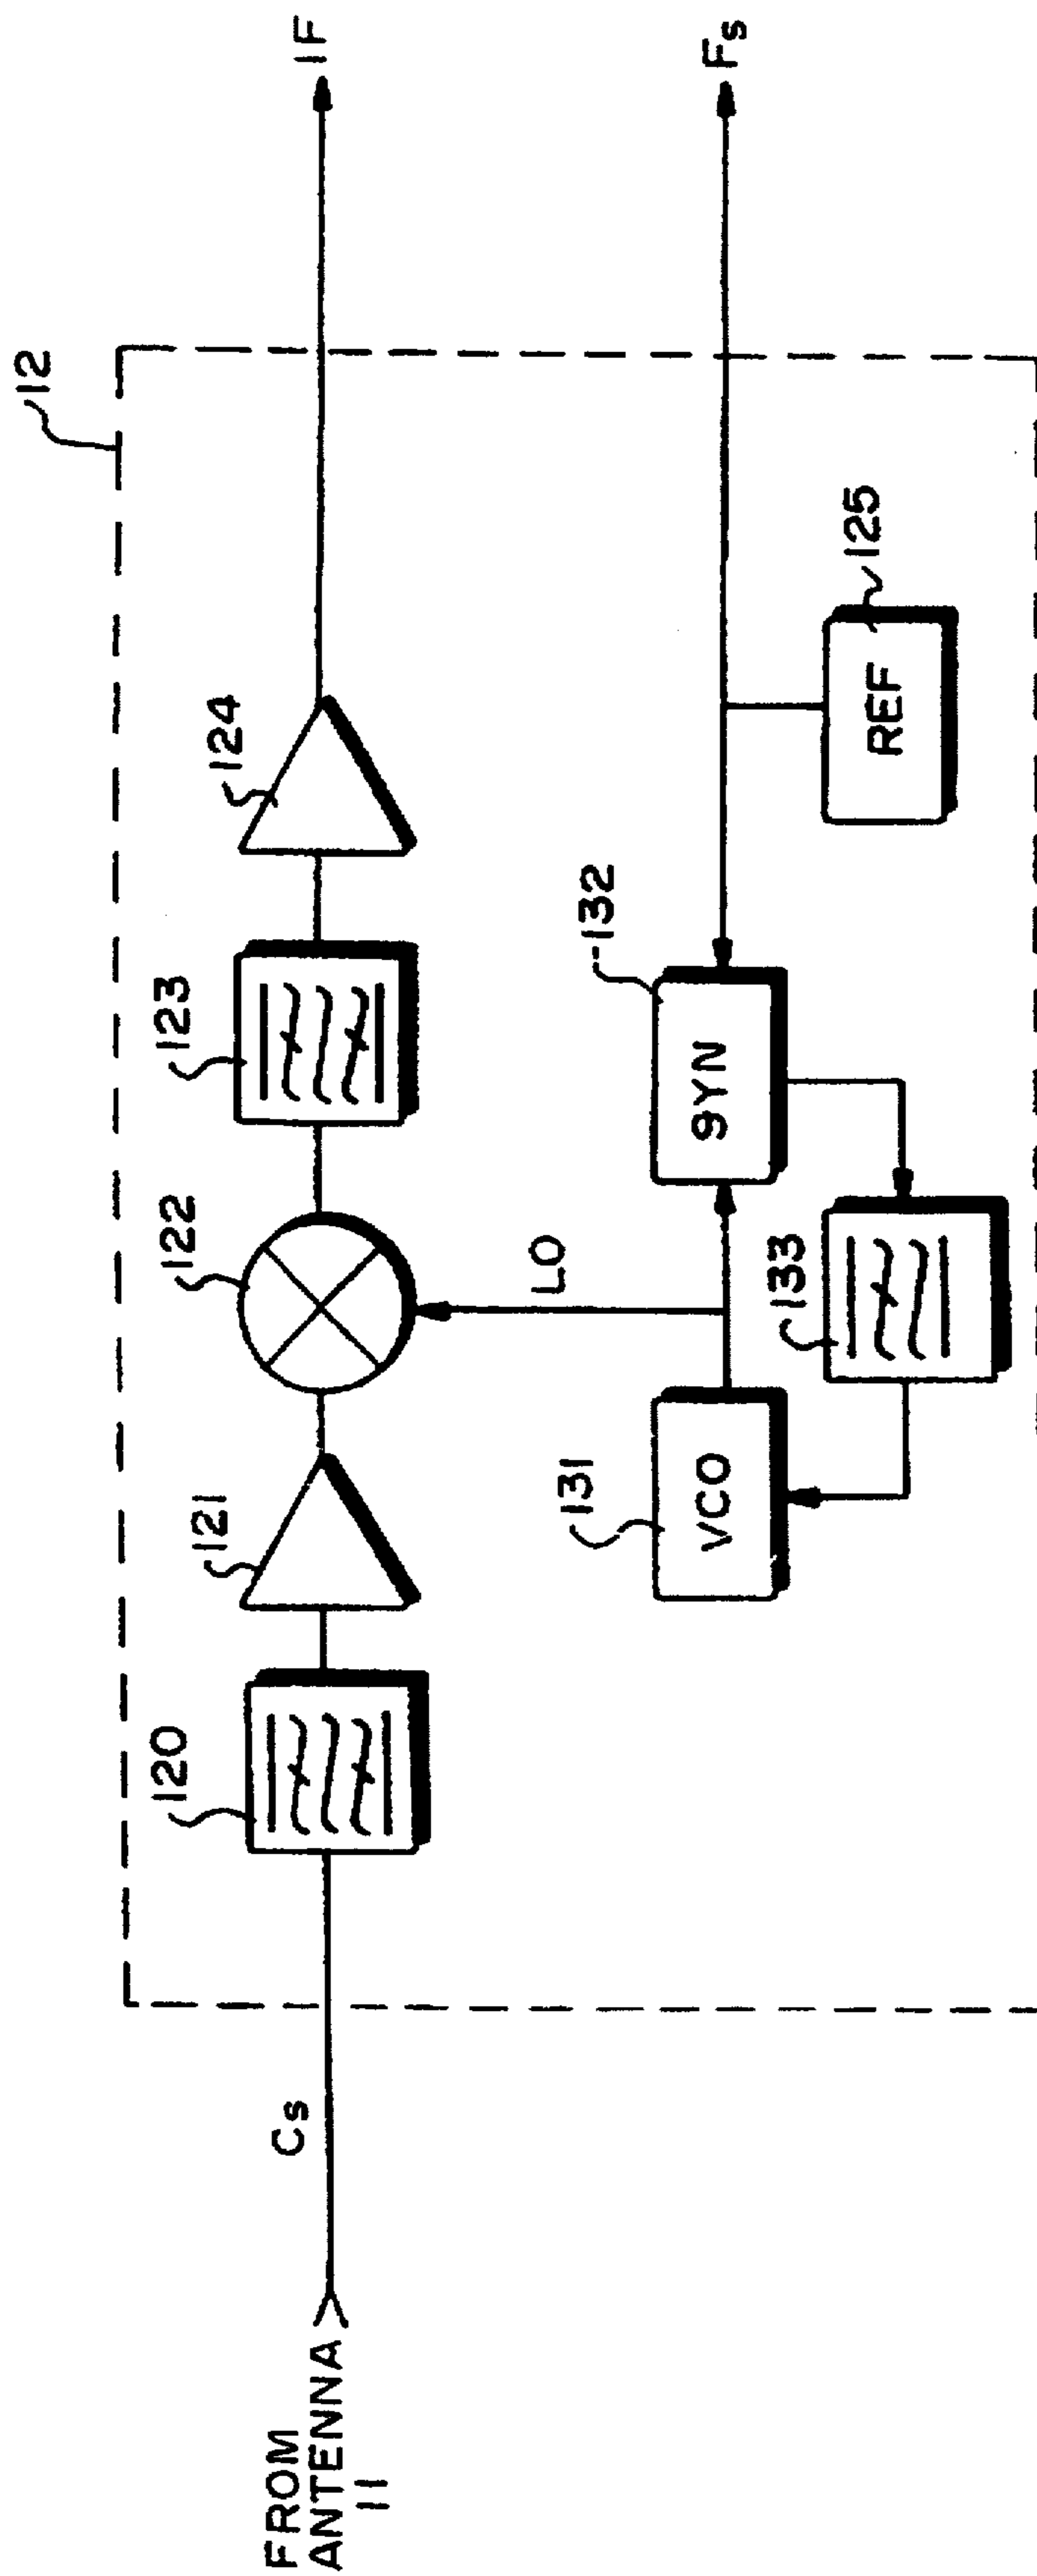 12
FROM
ANTENNA
11
Cs
120
121
122
123
124
IF
LO
131
VCO
132
SYN
133
125
REF
Fs